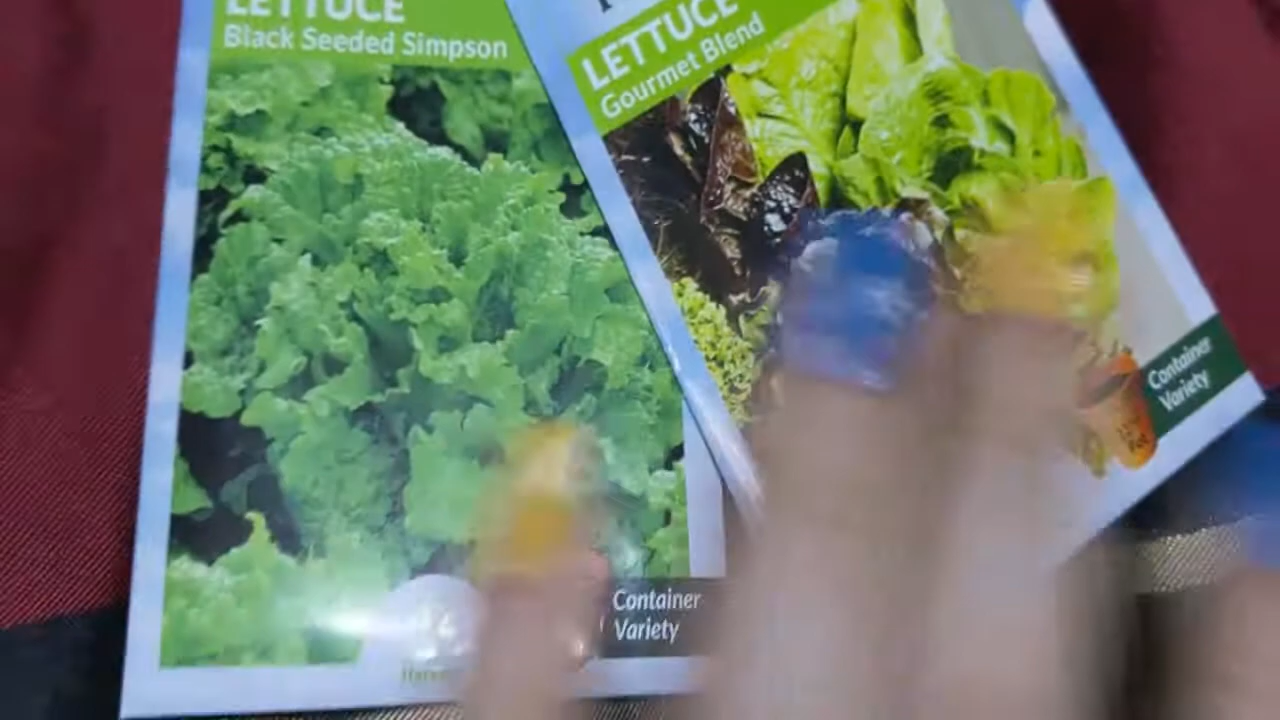 LETTUCE
Black Seeded Simpson
LETTUCE
Gourmet Blend
Container
Variety
Container
Variety